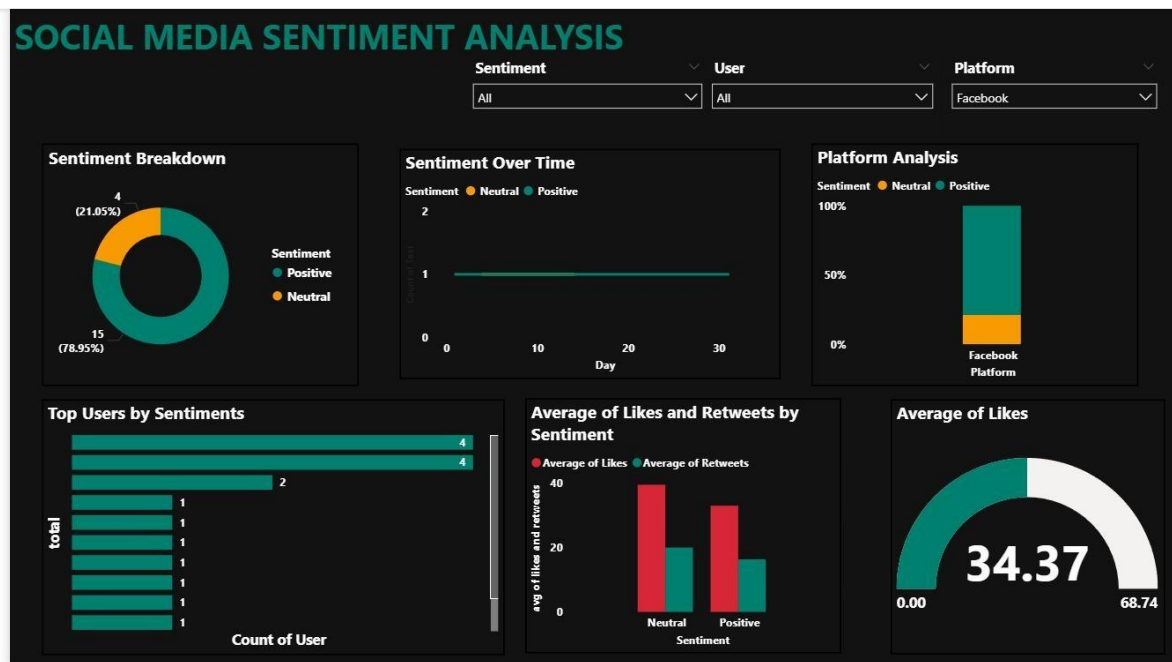 SOCIAL MEDIA SENTIMENT ANALYSIS
Sentiment
User
Platform
All
All
Facebook
Sentiment Breakdown
4
(21.05%)
15
(78.95%)
Sentiment
Positive
Neutral
Sentiment Over Time
Sentiment Neutral Positive
2
1
0
Count of Text
0 10 20 30
Day
Platform Analysis
Sentiment Neutral Positive
100%
50%
0%
Facebook
Platform
Top Users by Sentiments
total
4
4
2
1
1
1
1
1
1
1
Count of User
Average of Likes and Retweets by
Sentiment
Average of Likes Average of Retweets
avg of likes and retweets
40
20
0
Neutral Positive
Sentiment
Average of Likes
34.37
0.00
68.74